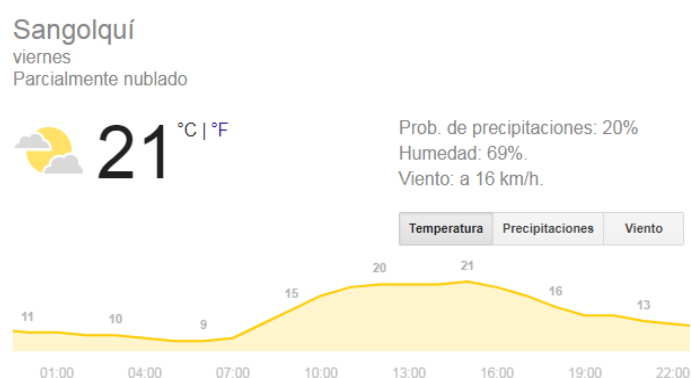 Sangolquí
viernes
Parcialmente nublado
21 °C | °F
Prob. de precipitaciones: 20%
Humedad: 69%.
Viento: a 16 km/h.
Temperatura Precipitaciones Viento
11 10 9 15 20 21 16 13
01:00 04:00 07:00 10:00 13:00 16:00 19:00 22:00